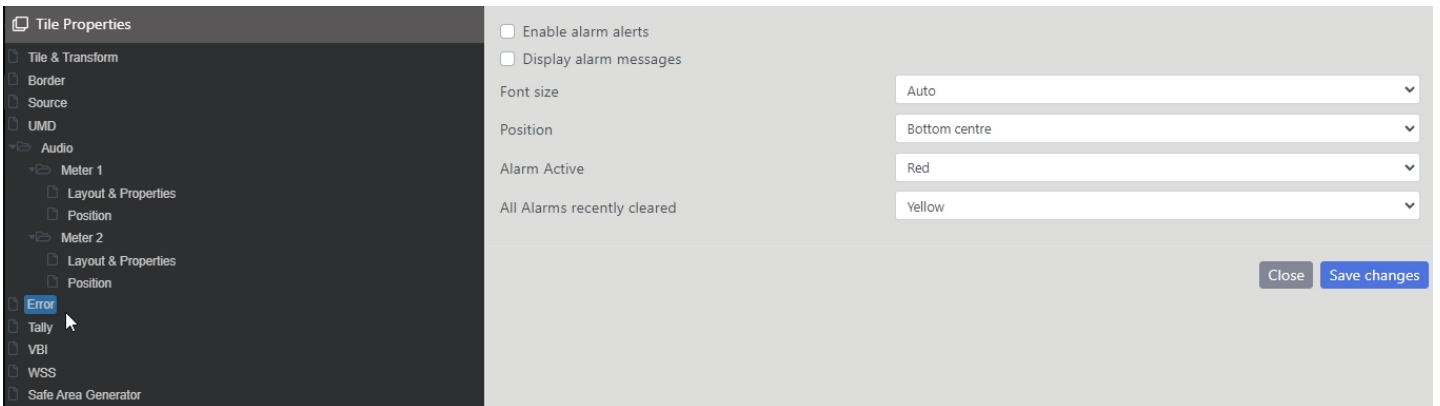 Tile Properties
Tile & Transform
Border
Source
UMD
Audio
Meter 1
Layout & Properties
Position
Meter 2
Layout & Properties
Position
Error
Tally
VBI
WSS
Safe Area Generator
Enable alarm alerts
Display alarm messages
Font size
Auto
Position
Bottom centre
Alarm Active
Red
All Alarms recently cleared
Yellow
Close
Save changes